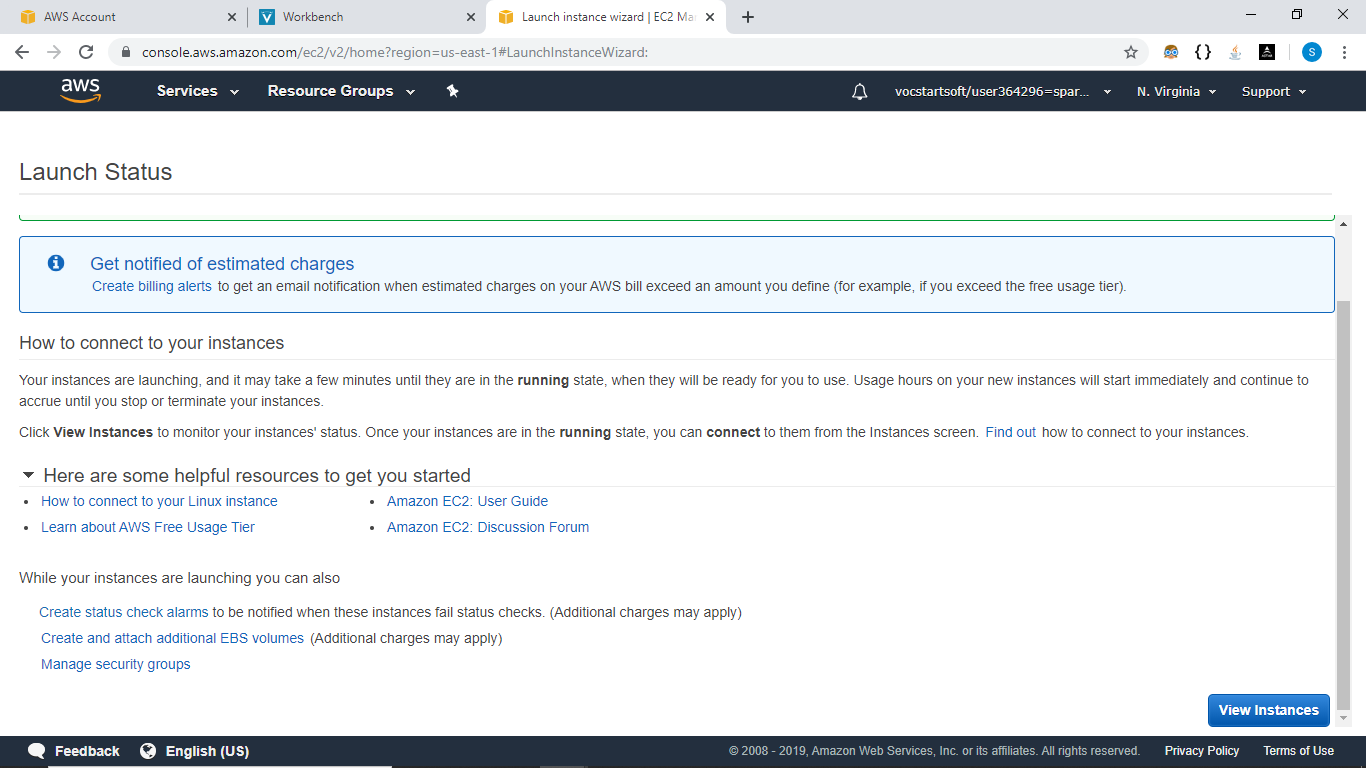 AWS Account
Workbench
Launch instance wizard | EC2 Ma
console.aws.amazon.com/ec2/v2/home?region=us-east-1#LaunchInstanceWizard:
S
aws
Services
Resource Groups
vocstartsoft/user364296=spar...
N. Virginia
Support
Launch Status
Get notified of estimated charges
Create billing alerts to get an email notification when estimated charges on your AWS bill exceed an amount you define (for example, if you exceed the free usage tier).
How to connect to your instances
Your instances are launching, and it may take a few minutes until they are in the running state, when they will be ready for you to use. Usage hours on your new instances will start immediately and continue to
accrue until you stop or terminate your instances.
Click View Instances to monitor your instances' status. Once your instances are in the running state, you can connect to them from the Instances screen. Find out how to connect to your instances.
Here are some helpful resources to get you started
• How to connect to your Linux instance
• Amazon EC2: User Guide
• Learn about AWS Free Usage Tier
• Amazon EC2: Discussion Forum
While your instances are launching you can also
Create status check alarms to be notified when these instances fail status checks. (Additional charges may apply)
Create and attach additional EBS volumes (Additional charges may apply)
Manage security groups
View Instances
Feedback
English (US)
© 2008 - 2019, Amazon Web Services, Inc. or its affiliates. All rights reserved.
Privacy Policy
Terms of Use